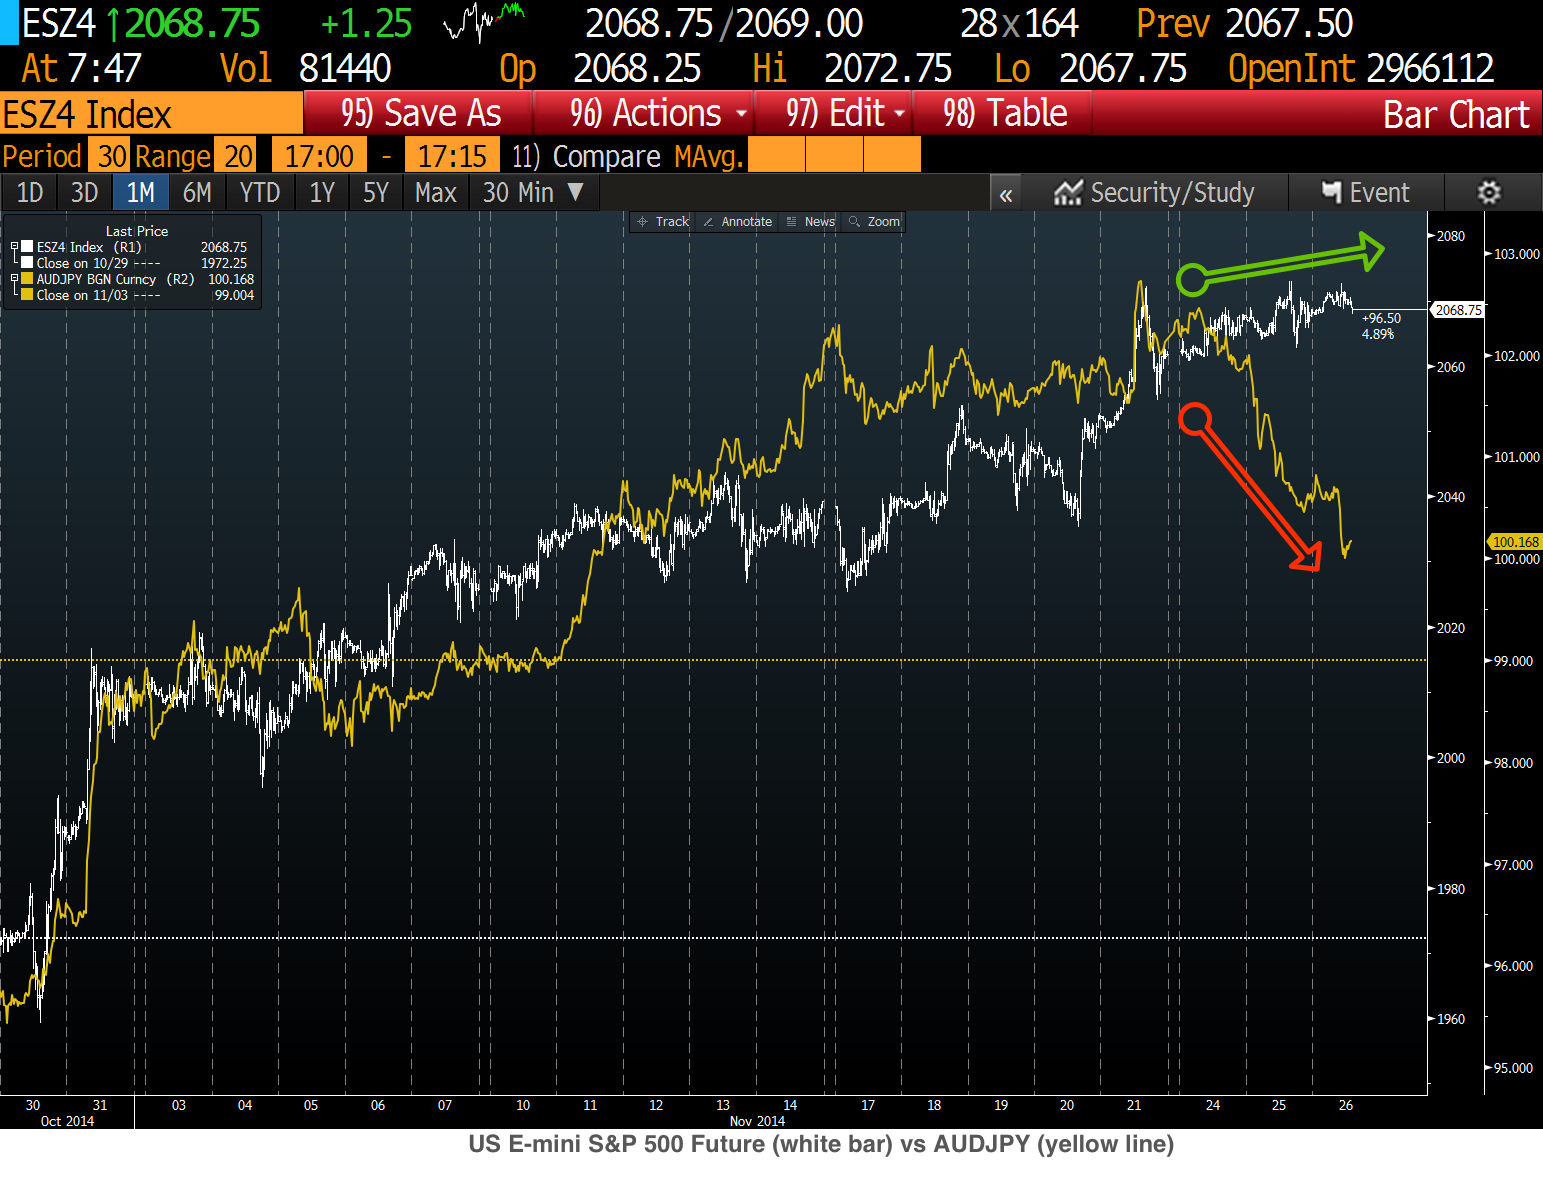 ESZ4 ↑2068.75 +1.25 2068.75/2069.00 28x164 Prev 2067.50
At 7:47 Vol 81440 Op 2068.25 Hi 2072.75 Lo 2067.75 OpenInt 2966112
ESZ4 Index 95) Save As 96) Actions 97) Edit 98) Table Bar Chart
Period 30 Range 20 17:00 - 17:15 11) Compare MAvg.
1D 3D 1M 6M YTD 1Y 5Y Max 30 Min ▼ « Security/Study Event
Track Annotate News Zoom
Last Price
ESZ4 Index (R1) 2068.75
Close on 10/29 ---- 1972.25
AUDJPY BGN Curncy (R2) 100.168
Close on 11/03 ---- 99.004
2080
103.000
2068.75
+96.50
4.89%
102.000
2060
101.000
2040
100.168
100.000
2020
99.000
2000
98.000
1980
97.000
96.000
1960
95.000
30 31 03 04 05 06 07 10 11 12 13 14 17 18 19 20 21 24 25 26
Oct 2014 Nov 2014
US E-mini S&P 500 Future (white bar) vs AUDJPY (yellow line)